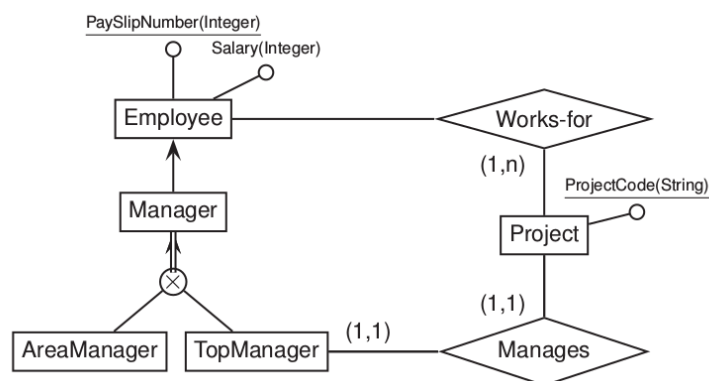 PaySlipNumber(Integer)
Salary(Integer)
Employee
Works-for
(1,n)
ProjectCode(String)
Manager
Project
(1,1)
(1,1)
AreaManager
TopManager
Manages